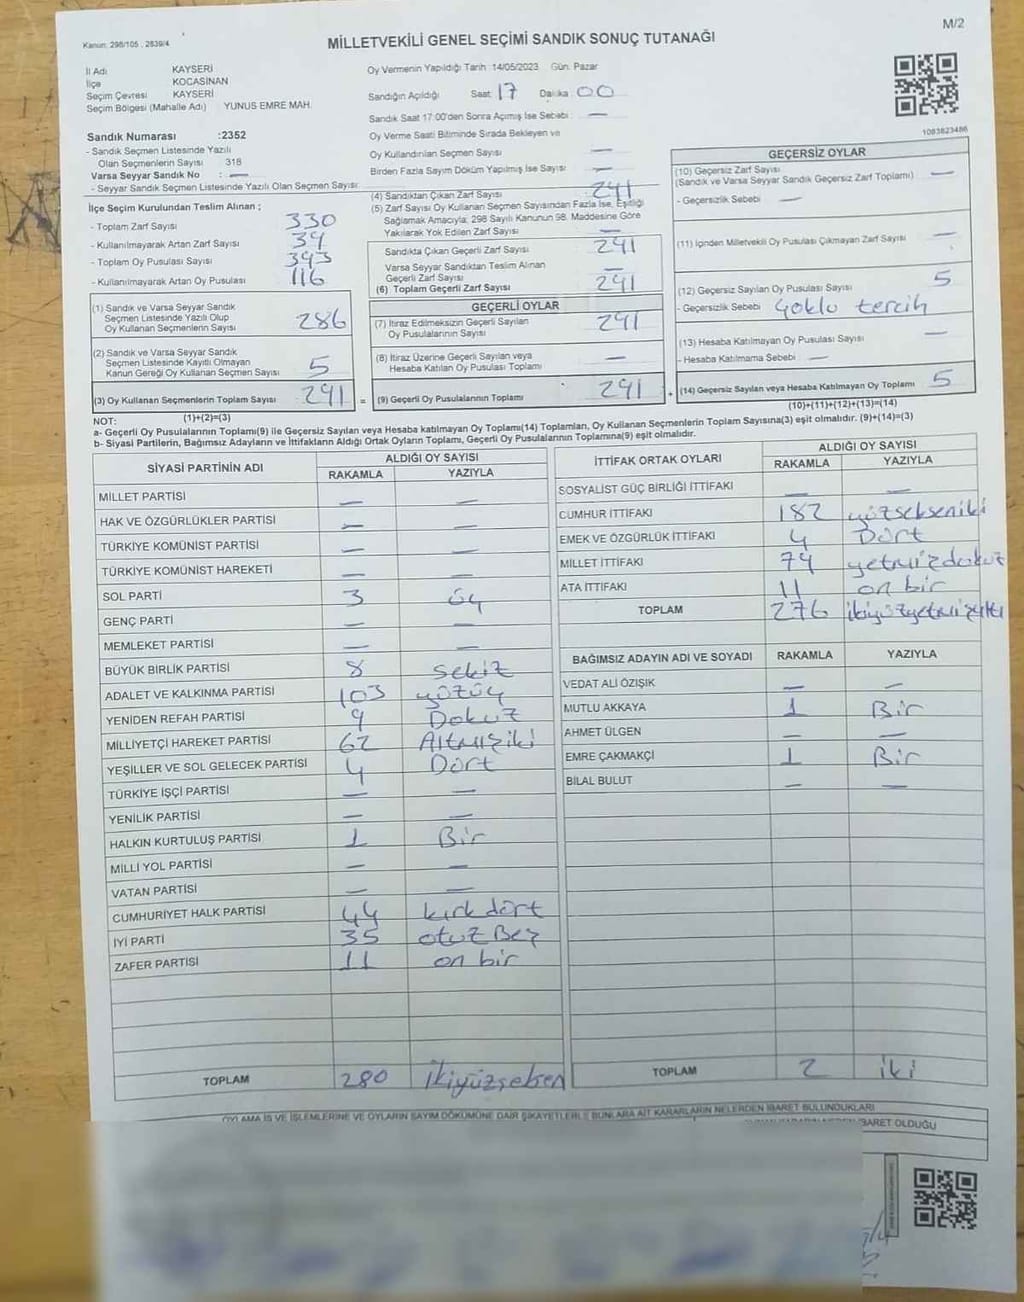 M/2
Kanun: 298/105 , 2839/4
MİLLETVEKİLİ GENEL SEÇİMİ SANDIK SONUÇ TUTANAĞI
İl Adı KAYSERİ
İlçe KOCASİNAN
Seçim Çevresi KAYSERİ
Seçim Bölgesi (Mahalle Adı) YUNUS EMRE MAH.
Sandık Numarası :2352
- Sandık Seçmen Listesinde Yazılı
Olan Seçmenlerin Sayısı 318
Varsa Seyyar Sandık No : —
- Seyyar Sandık Seçmen Listesinde Yazılı Olan Seçmen Sayısı:
İlçe Seçim Kurulundan Teslim Alınan ;
- Toplam Zarf Sayısı 330
- Kullanılmayarak Artan Zarf Sayısı 39
- Toplam Oy Pusulası Sayısı 393
- Kullanılmayarak Artan Oy Pusulası 116
(1) Sandık ve Varsa Seyyar Sandık
Seçmen Listesinde Yazılı Olup
Oy Kullanan Seçmenlerin Sayısı 286
(2) Sandık ve Varsa Seyyar Sandık
Seçmen Listesinde Kayıtlı Olmayan
Kanun Gereği Oy Kullanan Seçmen Sayısı 5
(3) Oy Kullanan Seçmenlerin Toplam Sayısı 291 =
(1)+(2)=(3)
Oy Vermenin Yapıldığı Tarih :14/05/2023 Gün: Pazar
Sandığın Açıldığı Saat 17 Dakika 00
Sandık Saat 17:00'den Sonra Açılmış İse Sebebi : —
Oy Verme Saati Bitiminde Sırada Bekleyen ve
Oy Kullandırılan Seçmen Sayısı —
Birden Fazla Sayım Döküm Yapılmış İse Sayısı —
(4) Sandıktan Çıkan Zarf Sayısı 291
(5) Zarf Sayısı Oy Kullanan Seçmen Sayısından Fazla İse, Eşitliği
Sağlamak Amacıyla; 298 Sayılı Kanunun 98. Maddesine Göre
Yakılarak Yok Edilen Zarf Sayısı —
Sandıkta Çıkan Geçerli Zarf Sayısı 291
Varsa Seyyar Sandıktan Teslim Alınan
Geçerli Zarf Sayısı —
(6) Toplam Geçerli Zarf Sayısı 291
GEÇERLİ OYLAR
(7) İtiraz Edilmeksizin Geçerli Sayılan
Oy Pusulalarının Sayısı 291
(8) İtiraz Üzerine Geçerli Sayılan veya
Hesaba Katılan Oy Pusulası Toplamı —
(9) Geçerli Oy Pusulalarının Toplamı 291 +
1083823486
GEÇERSİZ OYLAR
(10) Geçersiz Zarf Sayısı
(Sandık ve Varsa Seyyar Sandık Geçersiz Zarf Toplamı) —
- Geçersizlik Sebebi —
(11) İçinden Milletvekili Oy Pusulası Çıkmayan Zarf Sayısı —
(12) Geçersiz Sayılan Oy Pusulası Sayısı 5
- Geçersizlik Sebebi Çoklu tercih
(13) Hesaba Katılmayan Oy Pusulası Sayısı —
- Hesaba Katılmama Sebebi —
(14) Geçersiz Sayılan veya Hesaba Katılmayan Oy Toplamı 5
(10)+(11)+(12)+(13)=(14)
NOT:
a- Geçerli Oy Pusulalarının Toplamı(9) ile Geçersiz Sayılan veya Hesaba Katılmayan Oy Toplamı(14) Toplamları, Oy Kullanan Seçmenlerin Toplam Sayısına(3) eşit olmalıdır. (9)+(14)=(3)
b- Siyasi Partilerin, Bağımsız Adayların ve İttifakların Aldığı Ortak Oyların Toplamı, Geçerli Oy Pusulalarının Toplamına(9) eşit olmalıdır.
SİYASİ PARTİNİN ADI ALDIĞI OY SAYISI
RAKAMLA YAZIYLA
MİLLET PARTİSİ — —
HAK VE ÖZGÜRLÜKLER PARTİSİ — —
TÜRKİYE KOMÜNİST PARTİSİ — —
TÜRKİYE KOMÜNİST HAREKETİ — —
SOL PARTİ 3 üç
GENÇ PARTİ — —
MEMLEKET PARTİSİ — —
BÜYÜK BİRLİK PARTİSİ 8 sekiz
ADALET VE KALKINMA PARTİSİ 103 yüzüç
YENİDEN REFAH PARTİSİ 9 Dokuz
MİLLİYETÇİ HAREKET PARTİSİ 62 Altmışiki
YEŞİLLER VE SOL GELECEK PARTİSİ 4 Dört
TÜRKİYE İŞÇİ PARTİSİ — —
YENİLİK PARTİSİ — —
HALKIN KURTULUŞ PARTİSİ 1 Bir
MİLLİ YOL PARTİSİ — —
VATAN PARTİSİ — —
CUMHURİYET HALK PARTİSİ 44 kırk dört
İYİ PARTİ 35 otuz Beş
ZAFER PARTİSİ 11 on bir
TOPLAM 280 ikiyüzseksen
İTTİFAK ORTAK OYLARI ALDIĞI OY SAYISI
RAKAMLA YAZIYLA
SOSYALİST GÜÇ BİRLİĞİ İTTİFAKI — —
CUMHUR İTTİFAKI 182 yüzsekseniki
EMEK VE ÖZGÜRLÜK İTTİFAKI 4 Dört
MİLLET İTTİFAKI 79 yetmizdokuz
ATA İTTİFAKI 11 on bir
TOPLAM 276 ikiyüzyetmişaltı
BAĞIMSIZ ADAYIN ADI VE SOYADI RAKAMLA YAZIYLA
VEDAT ALİ ÖZIŞIK — —
MUTLU AKKAYA 1 Bir
AHMET ÜLGEN — —
EMRE ÇAKMAKÇİ 1 Bir
BİLAL BULUT — —
TOPLAM 2 iki
OYLAMA İŞ VE İŞLEMLERİNE VE OYLARIN SAYIM DÖKÜMÜNE DAİR ŞİKAYETLERLE BUNLARA AİT KARARLARIN NELERDEN İBARET BULUNDUKLARI
İBARET OLDUĞU